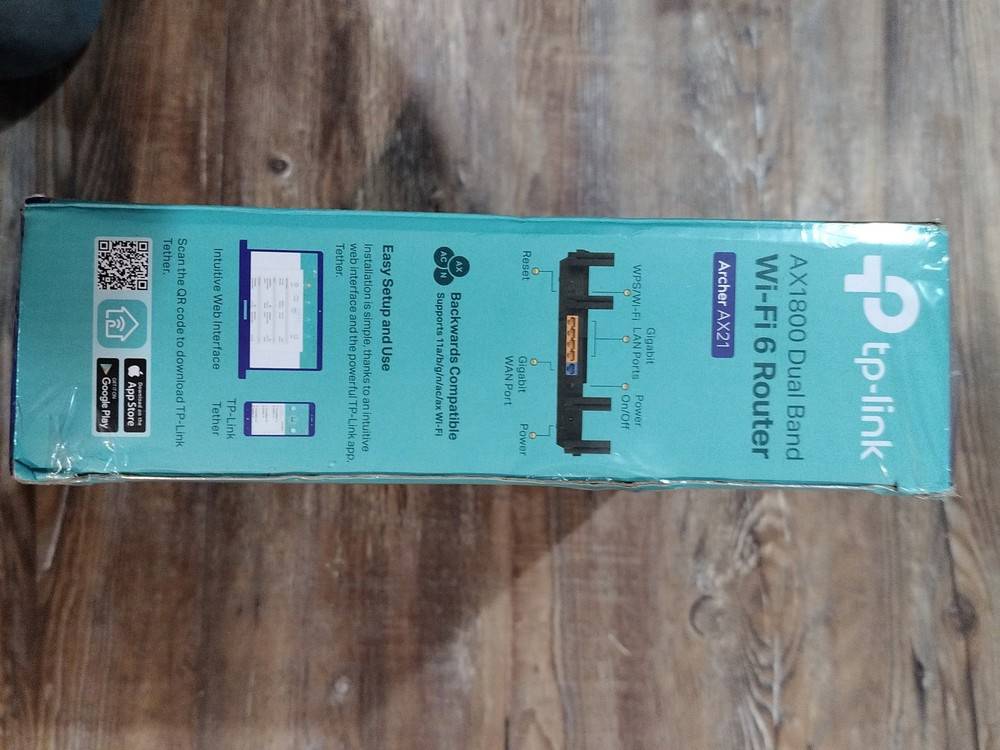 tp-link
AX1800 Dual Band
Wi-Fi 6 Router
Archer AX21
WPS/Wi-Fi
Gigabit
LAN Ports
Power
On/Off
Reset
Gigabit
WAN Port
Power
AX
AC
N
Backwards Compatible
Supports 11a/b/g/n/ac/ax Wi-Fi
Easy Setup and Use
Installation is simple, thanks to an intuitive
web interface and the powerful TP-Link app,
Tether.
Intuitive Web Interface
TP-Link
Tether
Scan the QR code to download TP-Link
Tether.
Download on the
App Store
GET IT ON
Google Play